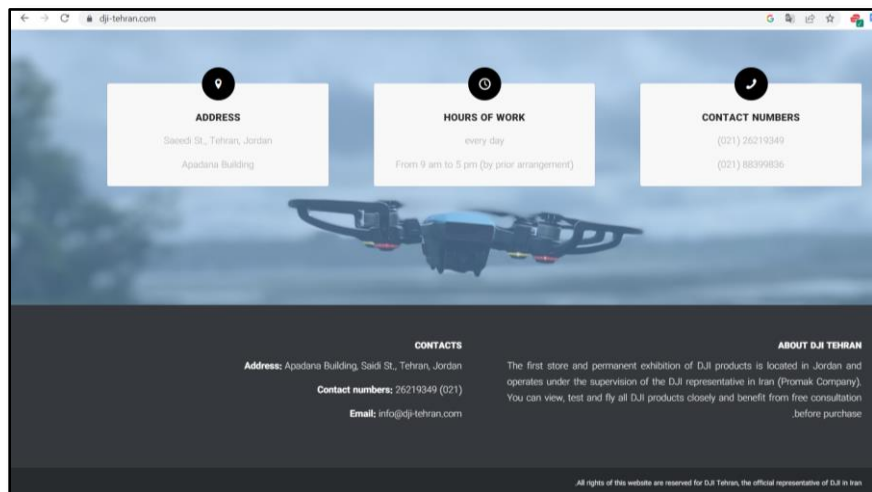 dji-tehran.com
ADDRESS
Saeedi St., Tehran, Jordan
Apadana Building
HOURS OF WORK
every day
From 9 am to 5 pm (by prior arrangement)
CONTACT NUMBERS
(021) 26219349
(021) 88399836
CONTACTS
Address: Apadana Building, Saidi St., Tehran, Jordan
Contact numbers: 26219349 (021)
Email: info@dji-tehran.com
ABOUT DJI TEHRAN
The first store and permanent exhibition of DJI products is located in Jordan and
operates under the supervision of the DJI representative in Iran (Promak Company).
You can view, test and fly all DJI products closely and benefit from free consultation
.before purchase
.All rights of this website are reserved for DJI Tehran, the official representative of DJI in Iran